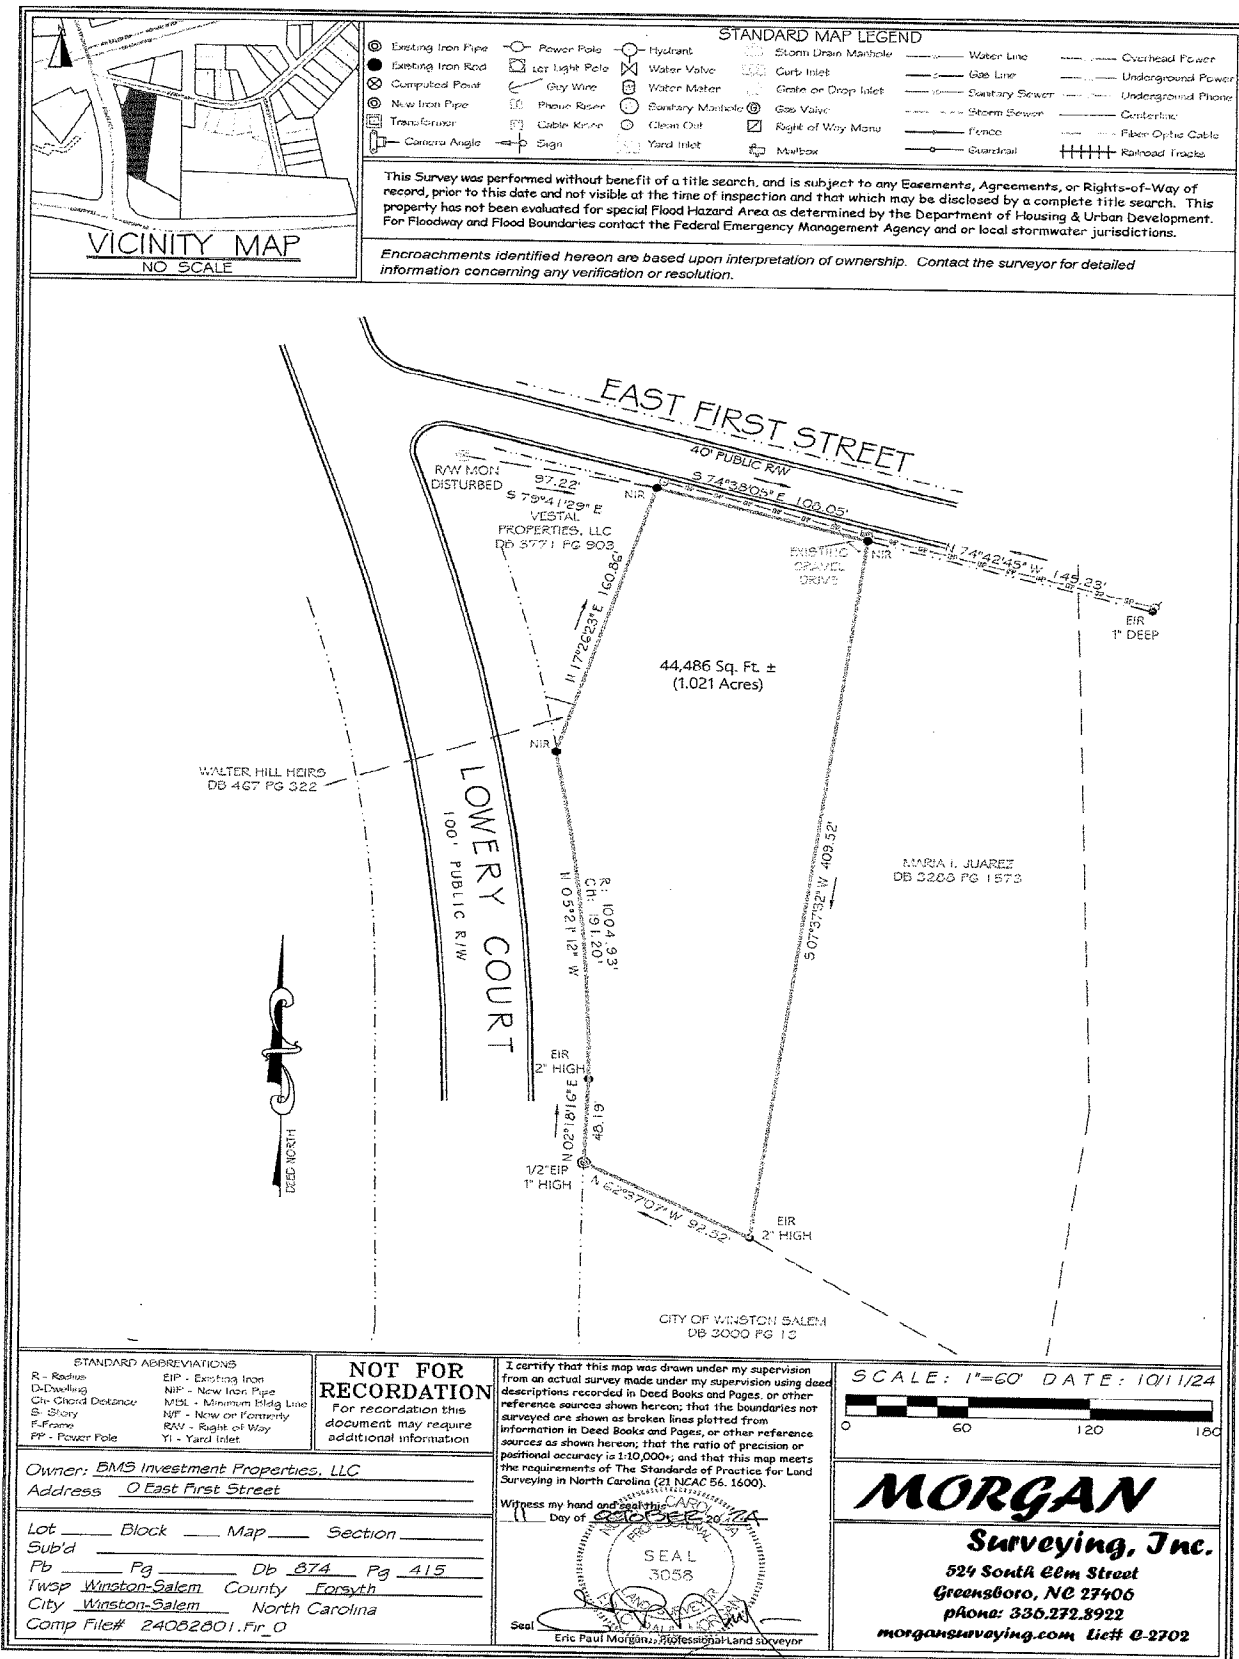 VICINITY MAP
NO SCALE
STANDARD MAP LEGEND
Existing Iron Pipe
Existing Iron Rod
Computed Point
New Iron Pipe
Transformer
Camera Angle
Power Pole
Lot Light Pole
Guy Wire
Phone Riser
Cable Riser
Sign
Hydrant
Water Valve
Water Meter
Sanitary Manhole
Clean Out
Yard Inlet
Storm Drain Manhole
Curb Inlet
Grate or Drop Inlet
Gas Valve
Right of Way Monu
Mailbox
Water Line
Gas Line
Sanitary Sewer
Storm Sewer
Fence
Guardrail
Overhead Power
Underground Power
Underground Phone
Centerline
Fiber Optic Cable
Railroad Tracks
This Survey was performed without benefit of a title search, and is subject to any Easements, Agreements, or Rights-of-Way of
record, prior to this date and not visible at the time of inspection and that which may be disclosed by a complete title search. This
property has not been evaluated for special Flood Hazard Area as determined by the Department of Housing & Urban Development.
For Floodway and Flood Boundaries contact the Federal Emergency Management Agency and or local stormwater jurisdictions.
Encroachments identified hereon are based upon interpretation of ownership. Contact the surveyor for detailed
information concerning any verification or resolution.
EAST FIRST STREET
40' PUBLIC R/W
S 74°38'05" E 108.05'
R/W MON
DISTURBED
97.22'
S 79°41'29" E
VESTAL
PROPERTIES, LLC
DB 3771 PG 903
NIR
EXISTING
GRAVEL
DRIVE
NIR
N 74°42'45" W 145.23'
EIR
1" DEEP
N 17°26'23" E 160.86'
44,486 Sq. Ft. ±
(1.021 Acres)
NIR
WALTER HILL HEIRS
DB 467 PG 322
LOWERY COURT
100' PUBLIC R/W
R: 1004.93'
CH: 191.20'
N 05°21'12" W
S 07°37'32" W 409.52'
MARIA I. JUAREZ
DB 3288 PG 1573
DEED NORTH
EIR
2" HIGH
N 02°18'16" E
48.19'
1/2" EIP
1" HIGH
N 62°37'07" W 92.52'
EIR
2" HIGH
CITY OF WINSTON SALEM
DB 3000 PG 13
STANDARD ABBREVIATIONS
R - Radius
D-Dwelling
Ch- Chord Distance
S- Story
F-Frame
PP - Power Pole
EIP - Existing Iron
NIP - New Iron Pipe
MBL - Minimum Bldg Line
N/F - Now or Formerly
R/W - Right of Way
YI - Yard Inlet
NOT FOR
RECORDATION
For recordation this
document may require
additional information
I certify that this map was drawn under my supervision
from an actual survey made under my supervision using deed
descriptions recorded in Deed Books and Pages, or other
reference sources shown hereon; that the boundaries not
surveyed are shown as broken lines plotted from
information in Deed Books and Pages, or other reference
sources as shown hereon; that the ratio of precision or
positional accuracy is 1:10,000+; and that this map meets
the requirements of The Standards of Practice for Land
Surveying in North Carolina (21 NCAC 56. 1600).
Witness my hand and seal this
11 Day of OCTOBER 2024
SEAL
3058
Seal
Eric Paul Morgan, Professional Land surveyor
SCALE: 1"=60' DATE: 10/11/24
0 60 120 180
Owner: BMS Investment Properties, LLC
Address 0 East First Street
Lot Block Map Section
Sub'd
Pb Pg Db 874 Pg 415
Twsp Winston-Salem County Forsyth
City Winston-Salem North Carolina
Comp File# 24082801.Fir_O
MORGAN
Surveying, Inc.
524 South Elm Street
Greensboro, NC 27406
phone: 336.272.8922
morgansurveying.com Lic# C-2702